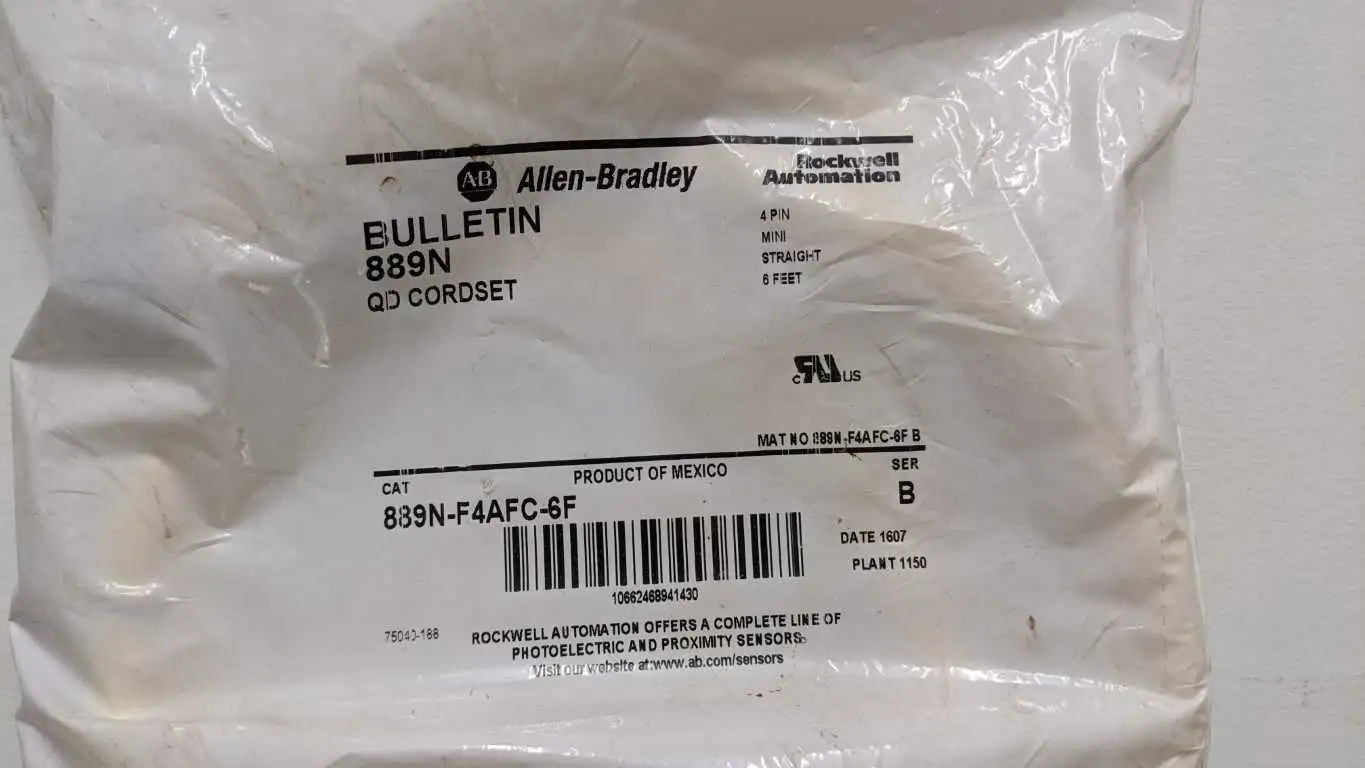 AB Allen-Bradley
Rockwell
Automation
BULLETIN
889N
QD CORDSET
4 PIN
MINI
STRAIGHT
6 FEET
c RU US
MAT NO 889N-F4AFC-6F B
PRODUCT OF MEXICO
CAT
SER
889N-F4AFC-6F
B
DATE 1607
PLANT 1150
10662468941430
75040-188
ROCKWELL AUTOMATION OFFERS A COMPLETE LINE OF
PHOTOELECTRIC AND PROXIMITY SENSORS.
Visit our website at:www.ab.com/sensors